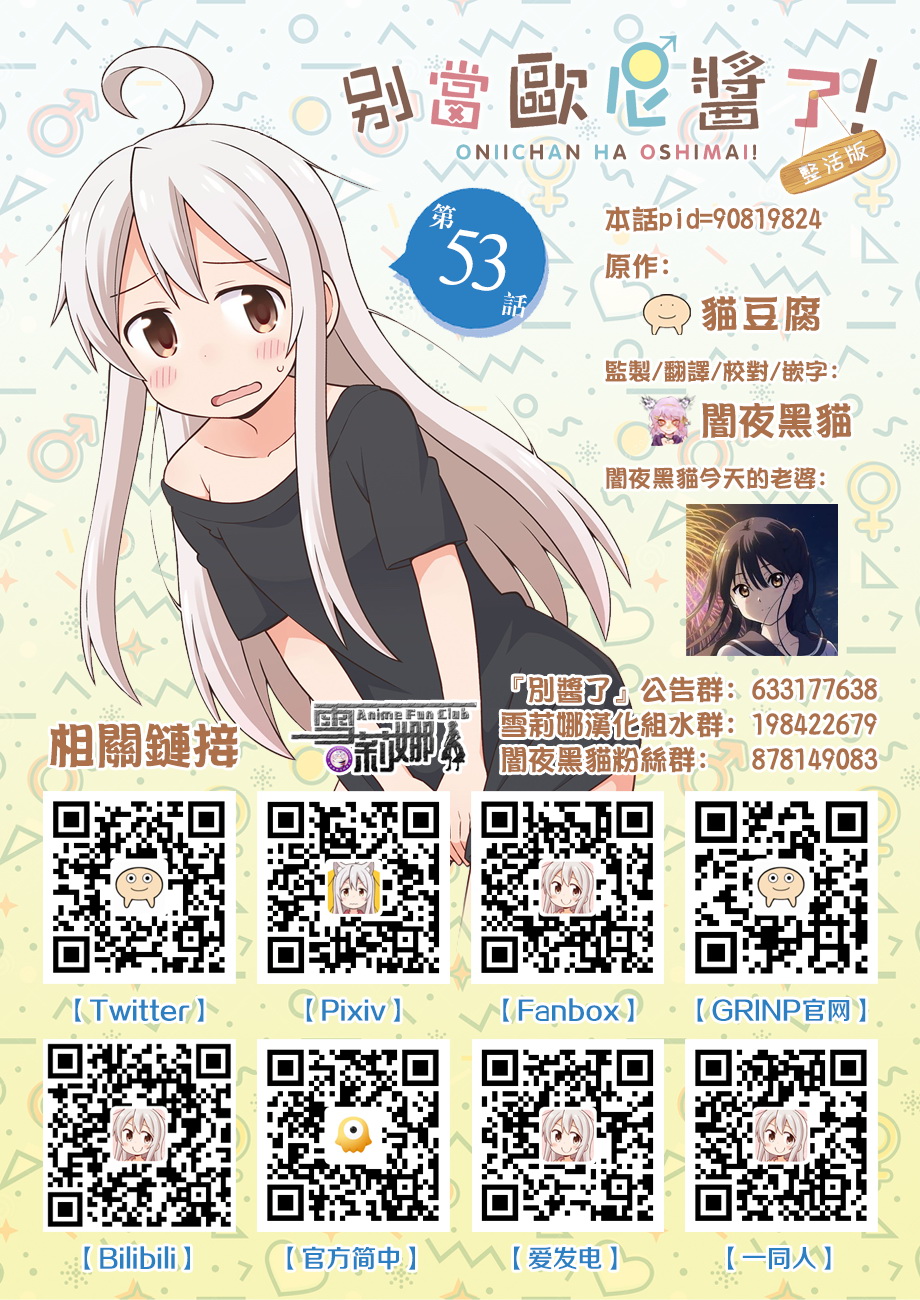 别當歐尼醬了！
ONIICHAN HA OSHIMAI!
整活版
第
53
話
本話pid=90819824
原作：
貓豆腐
監製/翻譯/校對/嵌字：
闇夜黑貓
闇夜黑貓今天的老婆：
『別醬了』公告群：633177638
雪莉娜漢化組水群：198422679
闇夜黑貓粉絲群：878149083
相關鏈接
Anime Fan Club
雪莉娜
【Twitter】
【Pixiv】
【Fanbox】
【GRINP官网】
【Bilibili】
【官方简中】
【爱发电】
【一同人】